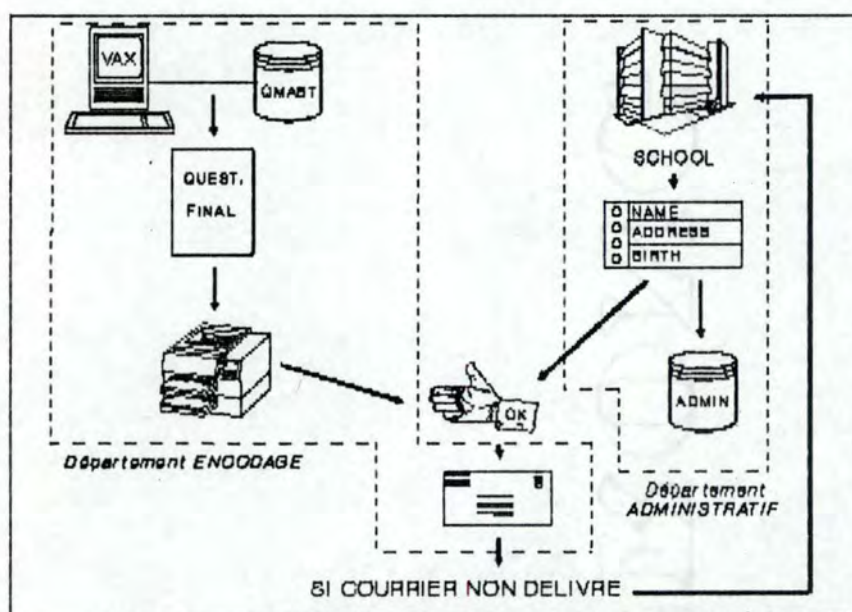 VAX
QMAST
QUEST.
FINAL
Département ENCODAGE
SCHOOL
NAME
ADDRESS
BIRTH
OK
ADMIN
Département
ADMINISTRATIF
SI COURRIER NON DELIVRE